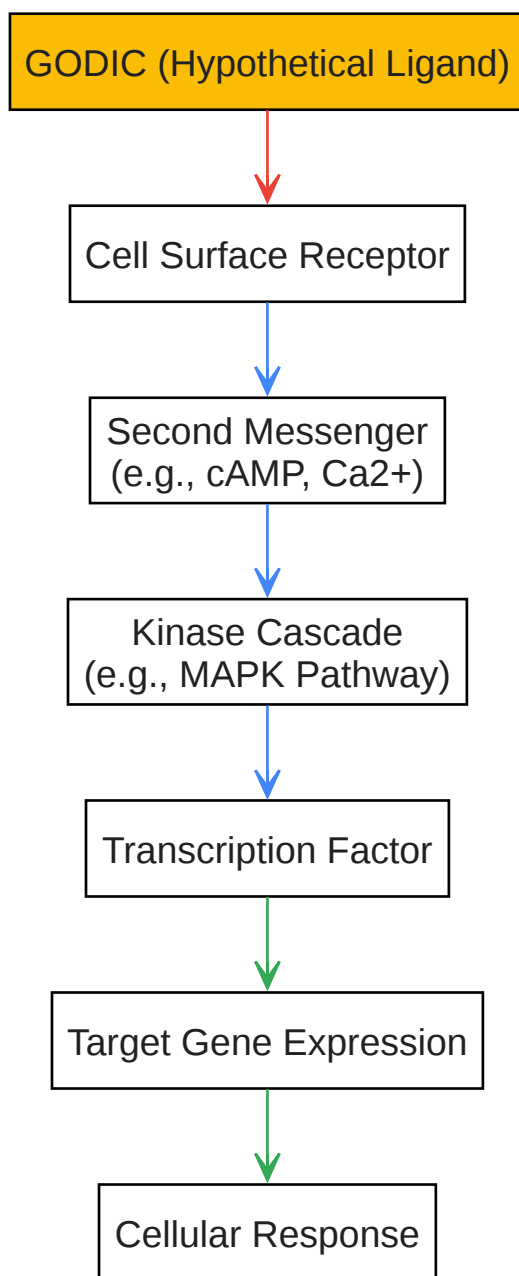 GODIC (Hypothetical Ligand)
Cell Surface Receptor
Second Messenger
(e.g., cAMP, Ca2+)
Kinase Cascade
(e.g., MAPK Pathway)
Transcription Factor
Target Gene Expression
Cellular Response